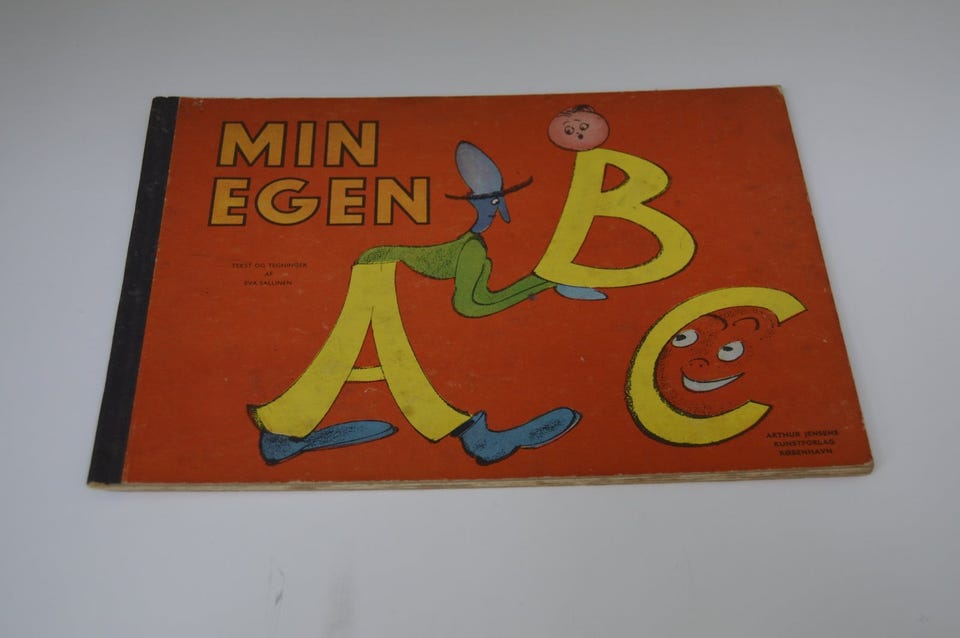 MIN
EGEN
A
B
C
TEKST OG TEGNINGER
AF
EVA SALLINEN
ARTHUR JENSENS
KUNSTFORLAG
KØBENHAVN